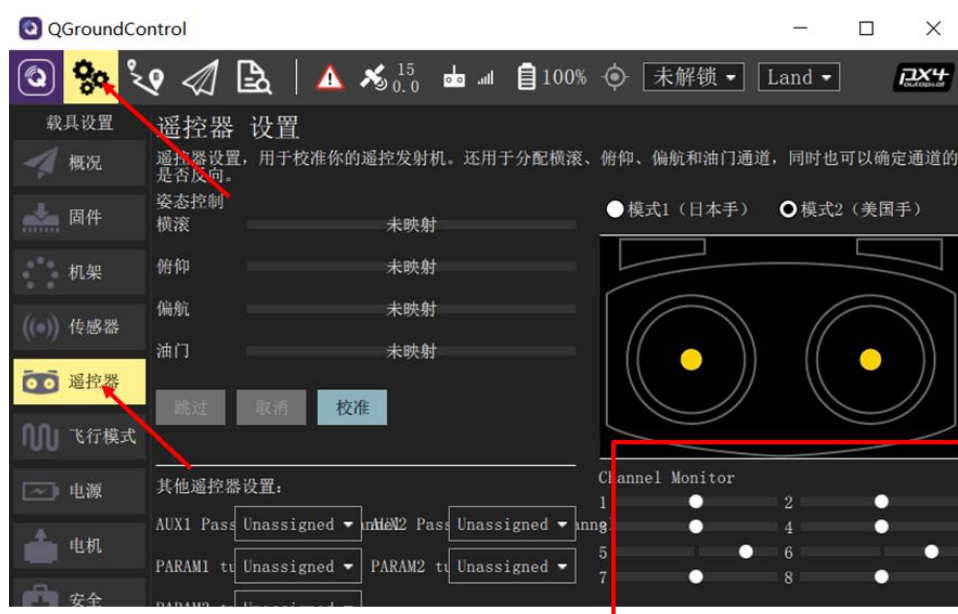 QGroundControl
15
0.0
100%
未解锁
Land
px4
autopilot
载具设置
概况
固件
机架
传感器
遥控器
飞行模式
电源
电机
安全
遥控器 设置
遥控器设置，用于校准你的遥控发射机。还用于分配横滚、俯仰、偏航和油门通道，同时也可以确定通道的
是否反向。
姿态控制
横滚 未映射
俯仰 未映射
偏航 未映射
油门 未映射
跳过 取消 校准
其他遥控器设置：
AUX1 Pass Unassigned AUX2 Pass Unassigned
PARAM1 tu Unassigned PARAM2 tu Unassigned
模式1（日本手） 模式2（美国手）
Channel Monitor
1 2
4
5 6
7 8